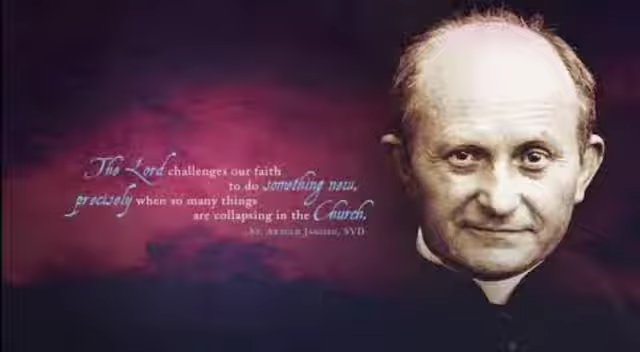 The Lord challenges our faith
to do something new,
precisely when so many things
are collapsing in the Church.
St. Arnold Janssen, SVD